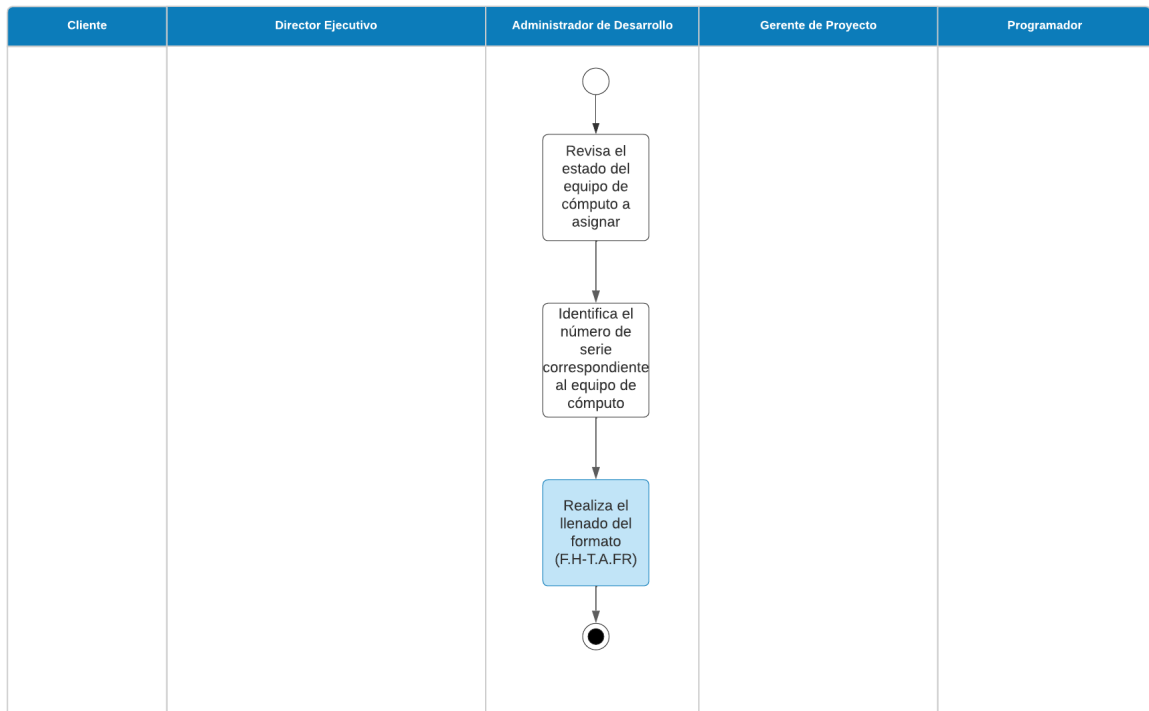 Cliente
Director Ejecutivo
Administrador de Desarrollo
Gerente de Proyecto
Programador
Revisa el
estado del
equipo de
cómputo a
asignar
Identifica el
número de
serie
correspondiente
al equipo de
cómputo
Realiza el
llenado del
formato
(F.H-T.A.FR)